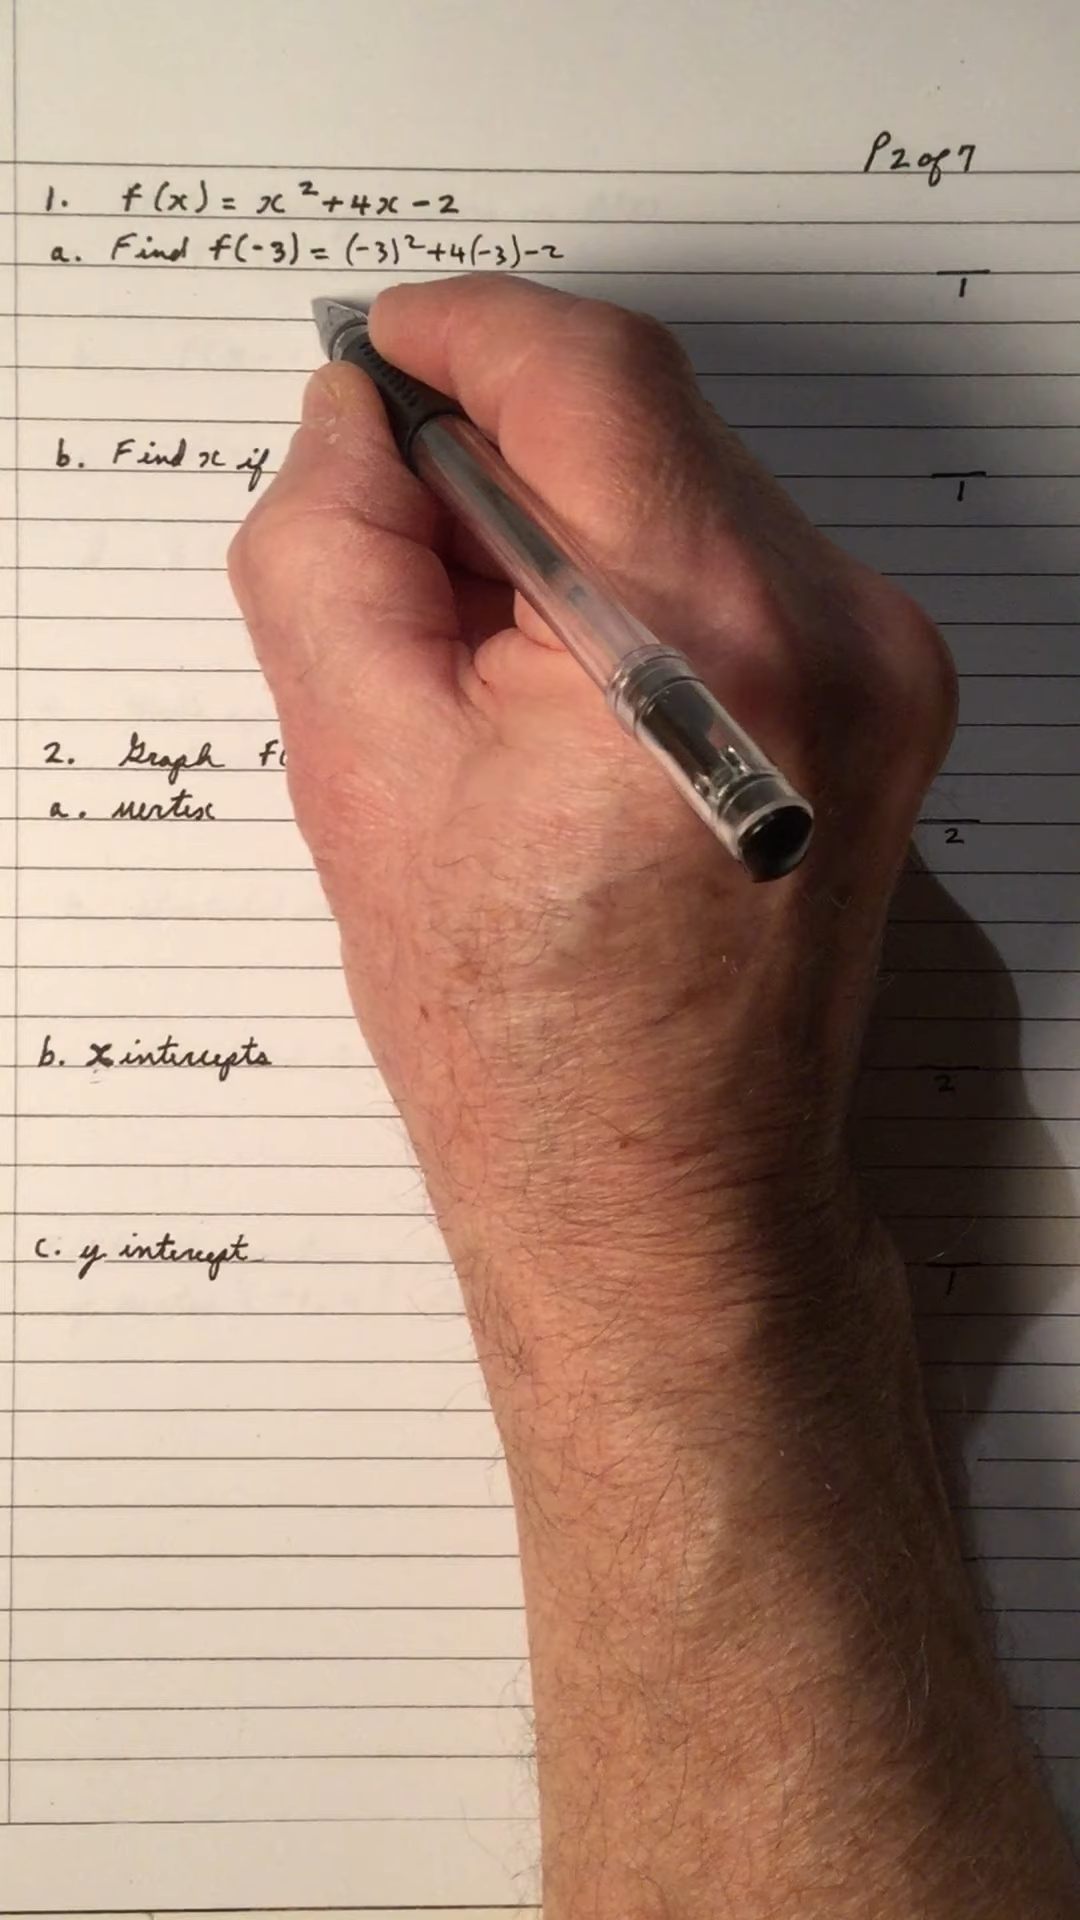 P2 of 7
1. f(x) = x²+4x-2
a. Find f(-3) = (-3)²+4(-3)-2
1
b. Find x if
1
2. Graph f(
a. vertex
2
b. x intercepts
2
c. y intercept
1